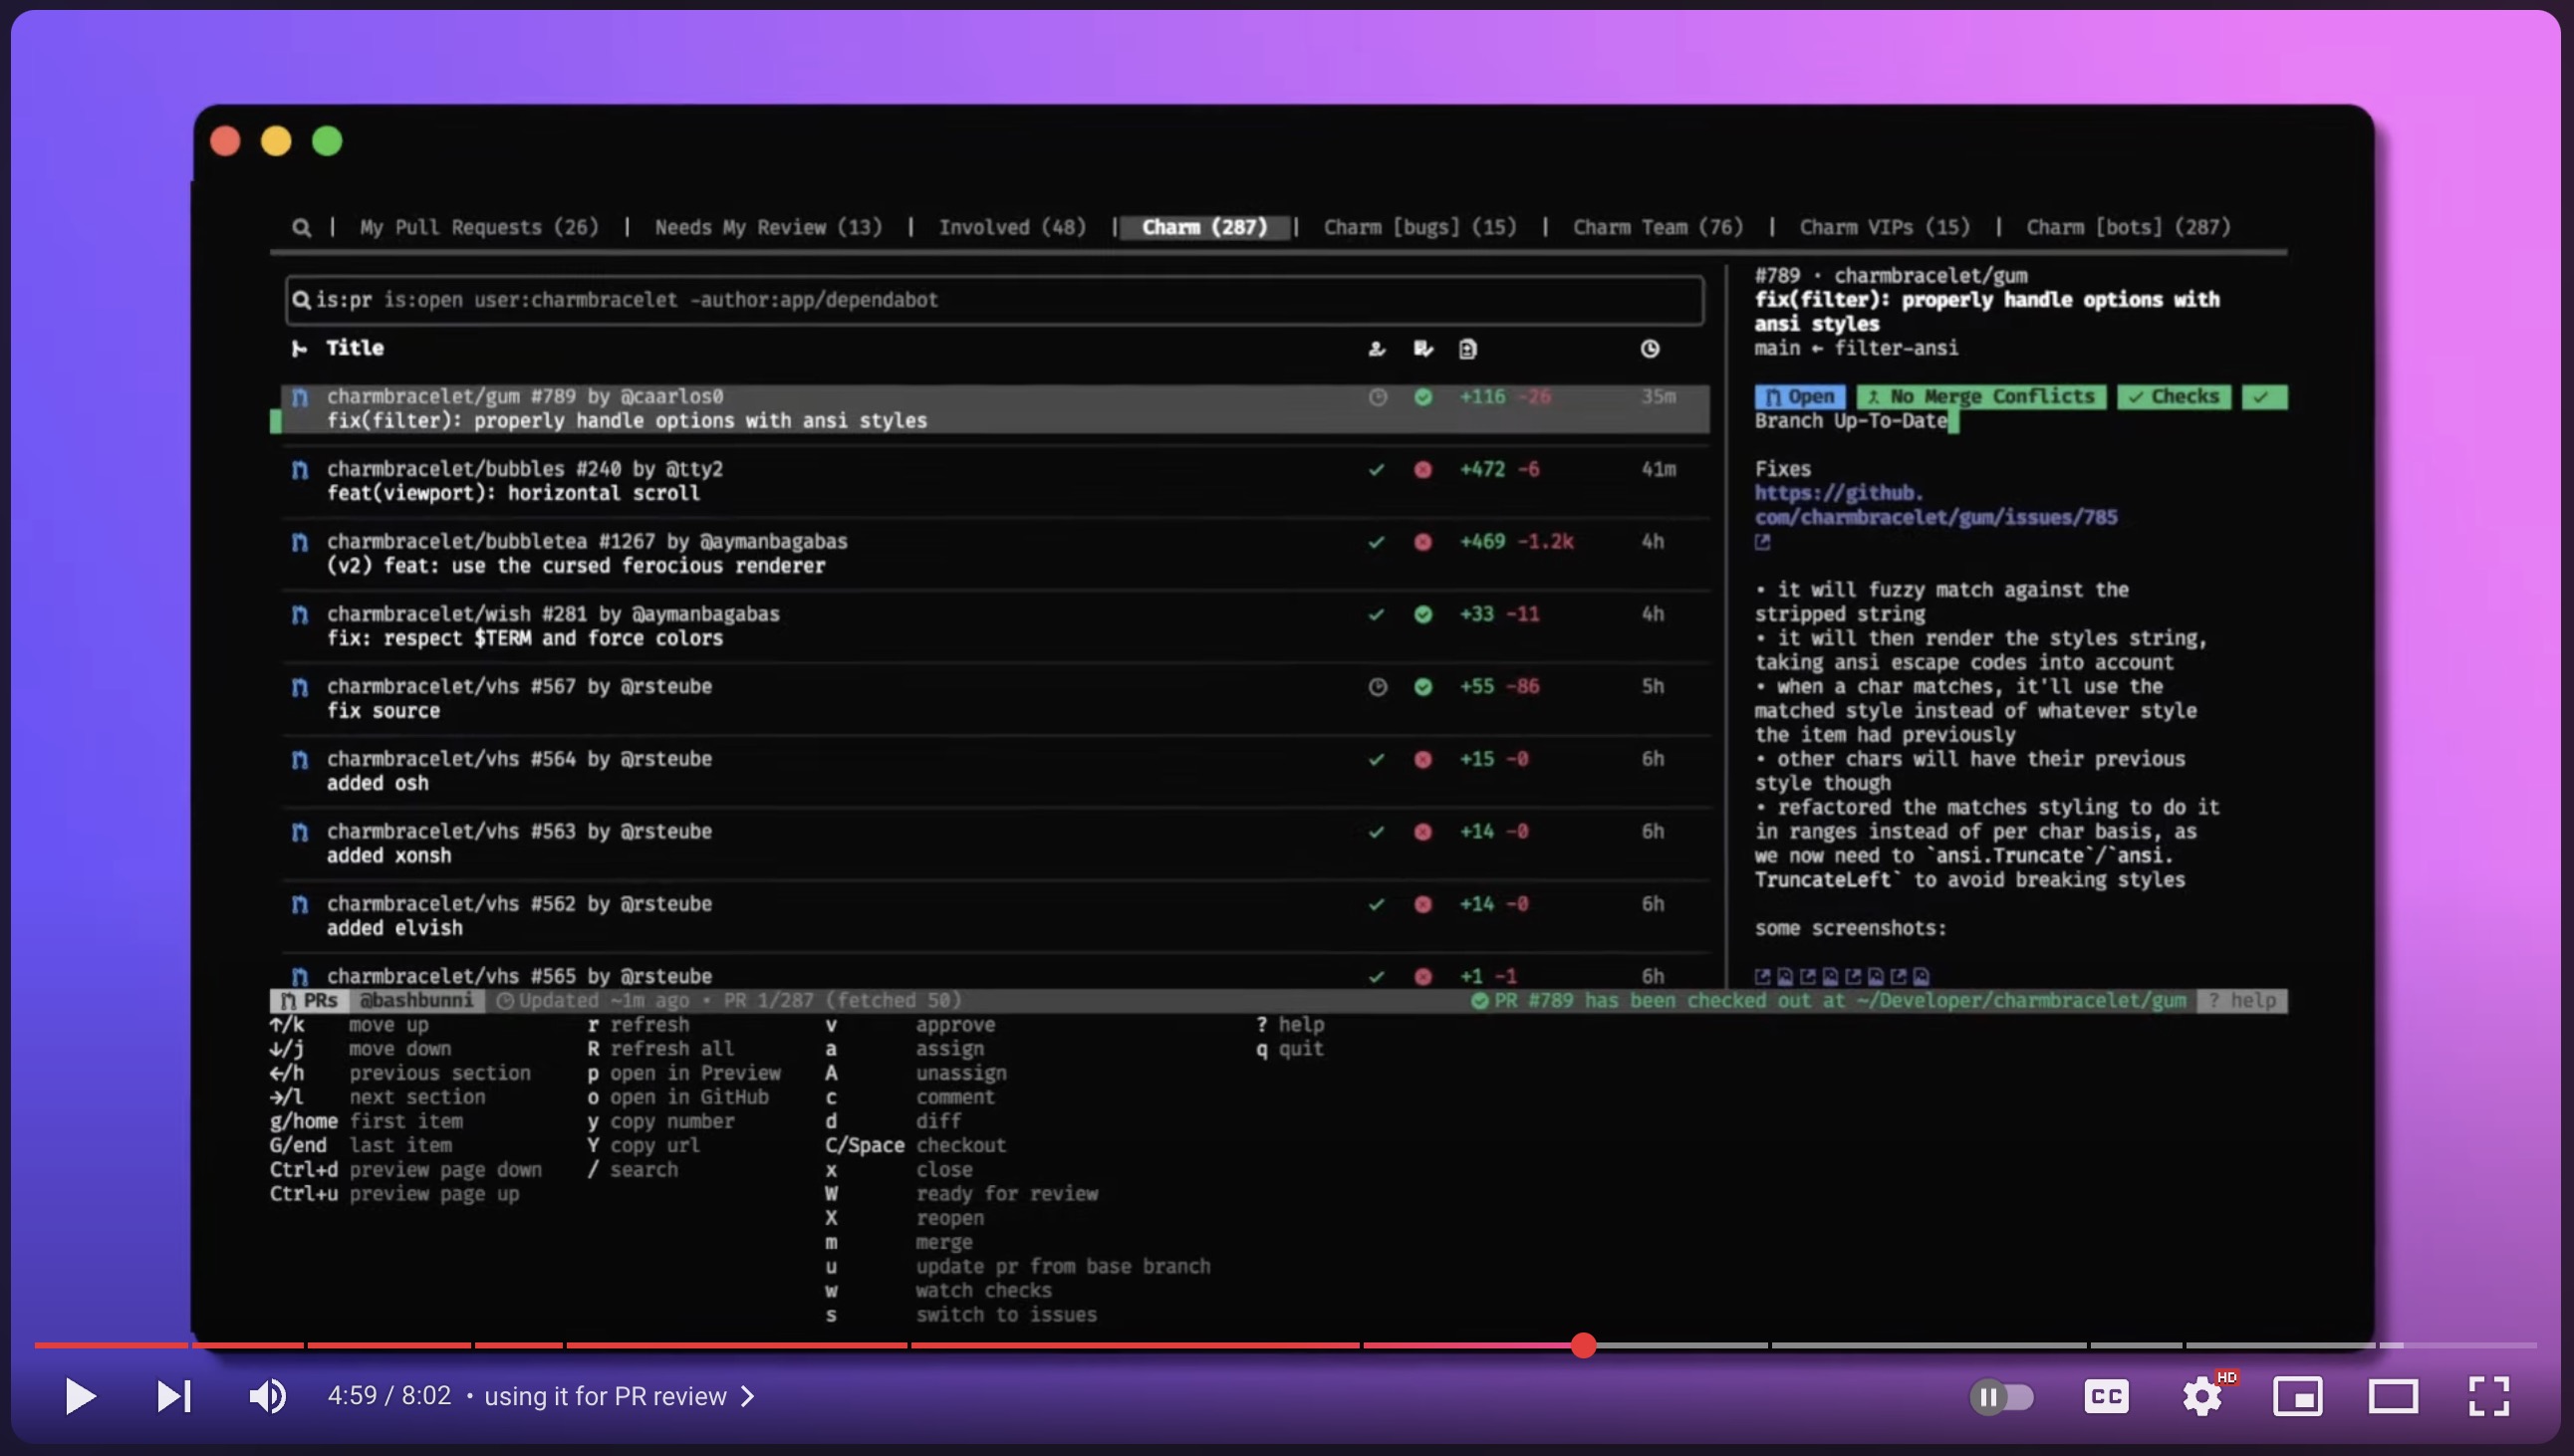 My Pull Requests (26) | Needs My Review (13) | Involved (48) | Charm (287) | Charm [bugs] (15) | Charm Team (76) | Charm VIPs (15) | Charm [bots] (287)
is:pr is:open user:charmbracelet -author:app/dependabot
Title
charmbracelet/gum #789 by @caarlos0 +116 -26 35m
fix(filter): properly handle options with ansi styles
charmbracelet/bubbles #240 by @tty2 +472 -6 41m
feat(viewport): horizontal scroll
charmbracelet/bubbletea #1267 by @aymanbagabas +469 -1.2k 4h
(v2) feat: use the cursed ferocious renderer
charmbracelet/wish #281 by @aymanbagabas +33 -11 4h
fix: respect $TERM and force colors
charmbracelet/vhs #567 by @rsteube +55 -86 5h
fix source
charmbracelet/vhs #564 by @rsteube +15 -0 6h
added osh
charmbracelet/vhs #563 by @rsteube +14 -0 6h
added xonsh
charmbracelet/vhs #562 by @rsteube +14 -0 6h
added elvish
charmbracelet/vhs #565 by @rsteube +1 -1 6h
#789 · charmbracelet/gum
fix(filter): properly handle options with
ansi styles
main ← filter-ansi
Open No Merge Conflicts ✓ Checks ✓
Branch Up-To-Date
Fixes
https://github.
com/charmbracelet/gum/issues/785
• it will fuzzy match against the
stripped string
• it will then render the styles string,
taking ansi escape codes into account
• when a char matches, it'll use the
matched style instead of whatever style
the item had previously
• other chars will have their previous
style though
• refactored the matches styling to do it
in ranges instead of per char basis, as
we now need to `ansi.Truncate`/`ansi.
TruncateLeft` to avoid breaking styles
some screenshots:
PRs @bashbunni Updated ~1m ago • PR 1/287 (fetched 50) PR #789 has been checked out at ~/Developer/charmbracelet/gum ? help
↑/k move up r refresh v approve ? help
↓/j move down R refresh all a assign q quit
←/h previous section p open in Preview A unassign
→/l next section o open in GitHub c comment
g/home first item y copy number d diff
G/end last item Y copy url C/Space checkout
Ctrl+d preview page down / search x close
Ctrl+u preview page up W ready for review
X reopen
m merge
u update pr from base branch
w watch checks
s switch to issues
4:59 / 8:02 • using it for PR review
CC
HD